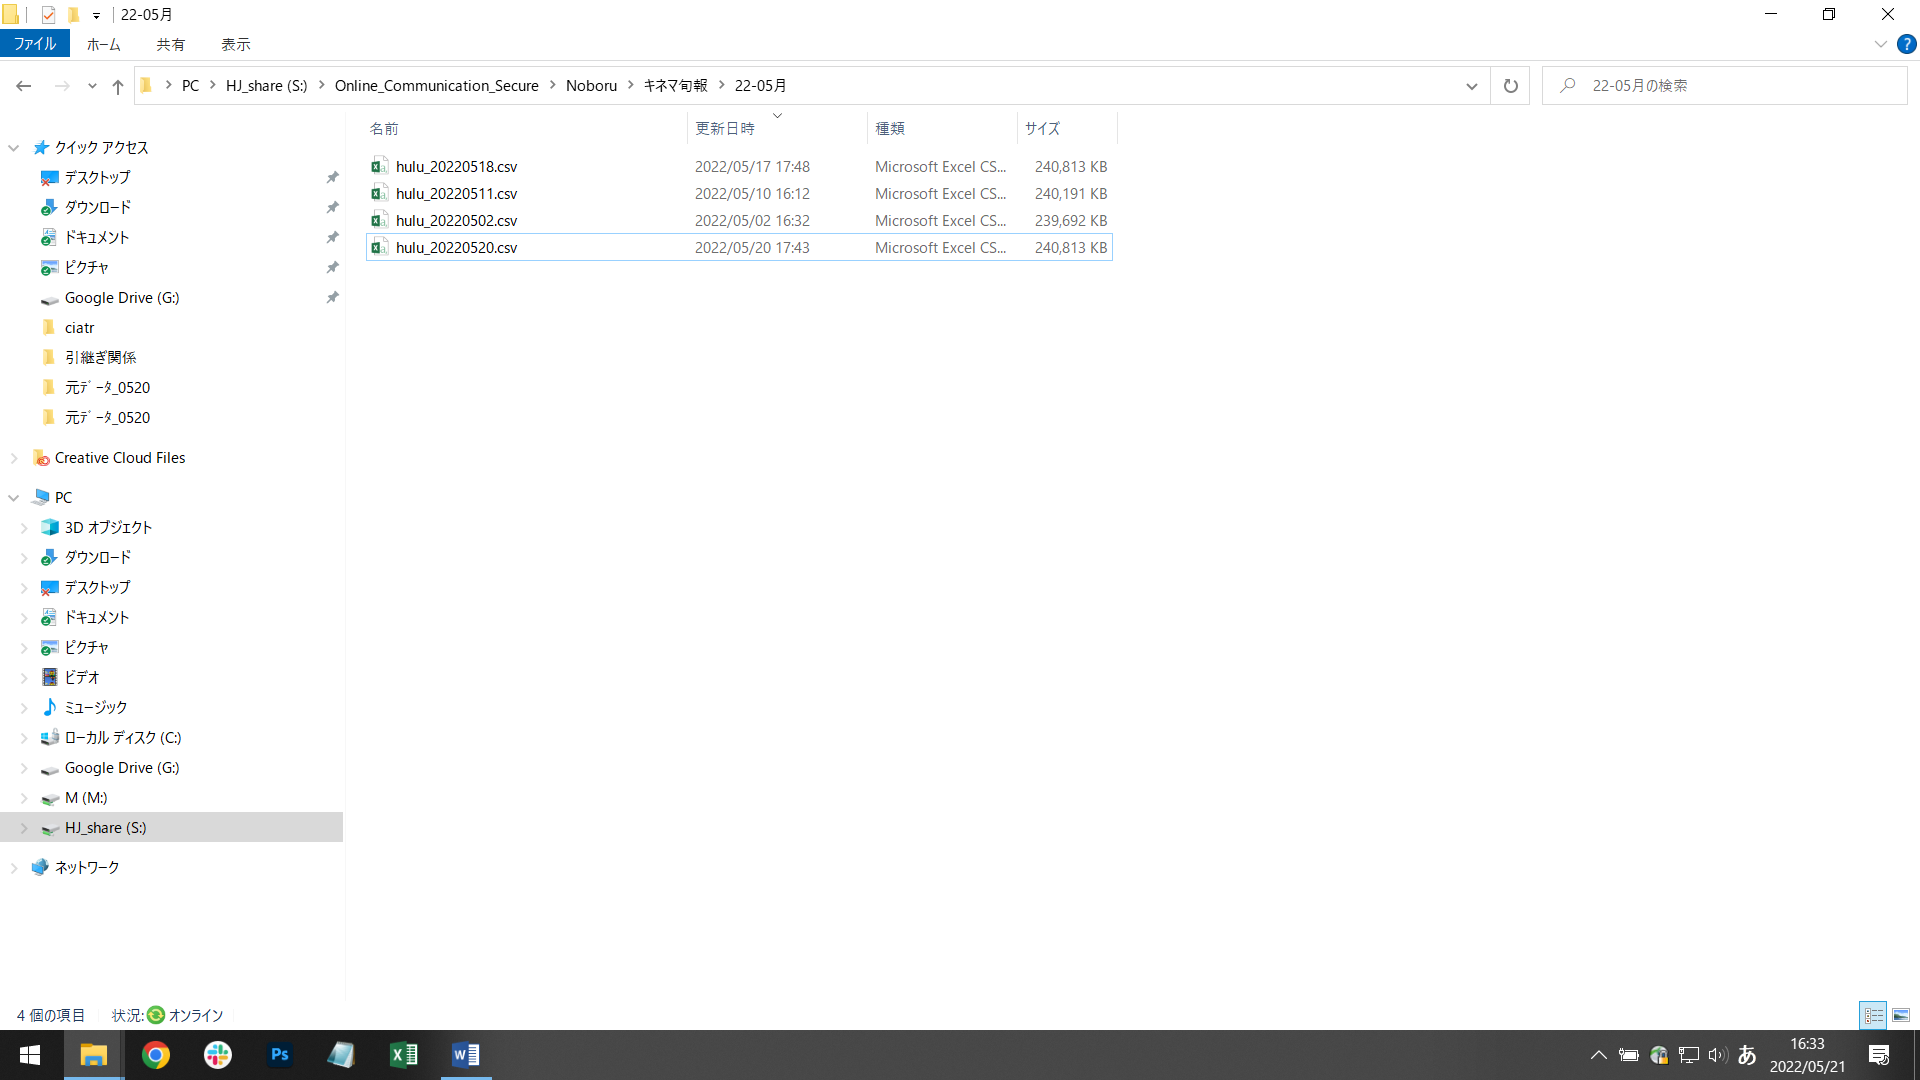 22-05月
ファイル ホーム 共有 表示
PC HJ_share (S:) Online_Communication_Secure Noboru キネマ旬報 22-05月
22-05月の検索
名前 更新日時 種類 サイズ
hulu_20220518.csv 2022/05/17 17:48 Microsoft Excel CS... 240,813 KB
hulu_20220511.csv 2022/05/10 16:12 Microsoft Excel CS... 240,191 KB
hulu_20220502.csv 2022/05/02 16:32 Microsoft Excel CS... 239,692 KB
hulu_20220520.csv 2022/05/20 17:43 Microsoft Excel CS... 240,813 KB
クイック アクセス
デスクトップ
ダウンロード
ドキュメント
ピクチャ
Google Drive (G:)
ciatr
引継ぎ関係
元ﾃﾞｰﾀ_0520
元ﾃﾞｰﾀ_0520
Creative Cloud Files
PC
3D オブジェクト
ダウンロード
デスクトップ
ドキュメント
ピクチャ
ビデオ
ミュージック
ローカル ディスク (C:)
Google Drive (G:)
M (M:)
HJ_share (S:)
ネットワーク
4 個の項目 状況: オンライン
Ps
あ
16:33
2022/05/21